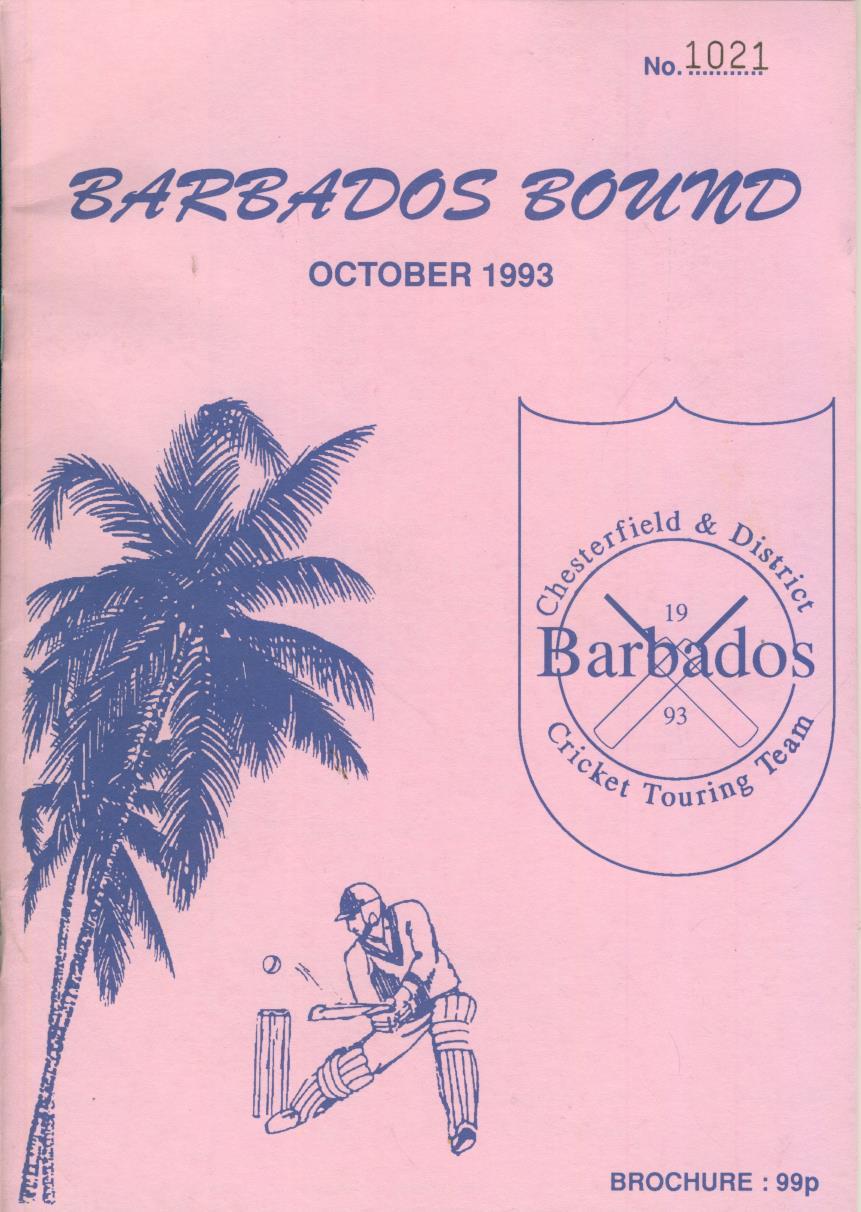 No. 1021
BARBADOS BOUND
OCTOBER 1993
Chesterfield & District
19
Barbados
93
Cricket Touring Team
BROCHURE : 99p